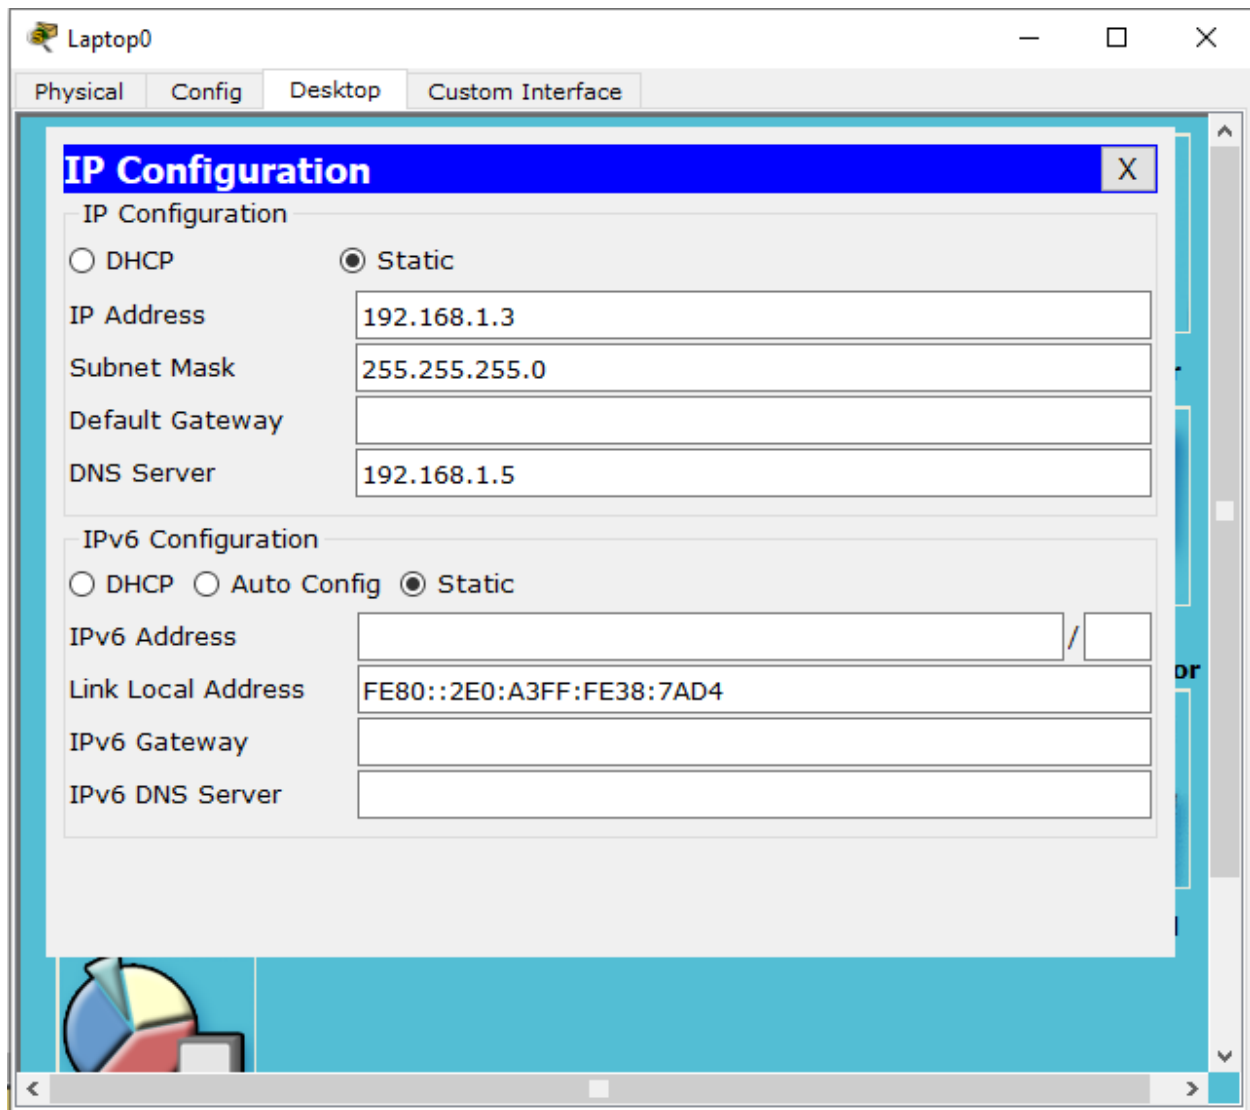 Laptop0
Physical Config Desktop Custom Interface
IP Configuration X
IP Configuration
DHCP Static
IP Address 192.168.1.3
Subnet Mask 255.255.255.0
Default Gateway
DNS Server 192.168.1.5
IPv6 Configuration
DHCP Auto Config Static
IPv6 Address /
Link Local Address FE80::2E0:A3FF:FE38:7AD4
IPv6 Gateway
IPv6 DNS Server